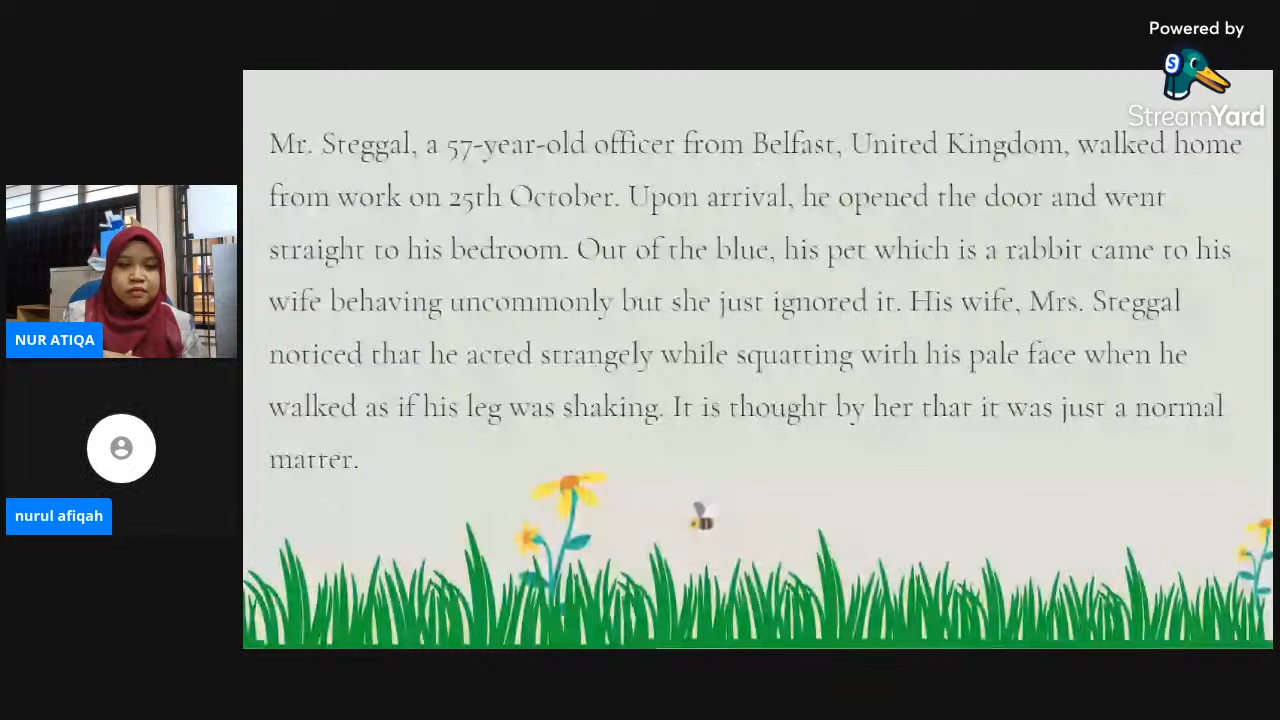 Powered by
StreamYard
Mr. Steggal, a 57-year-old officer from Belfast, United Kingdom, walked home
from work on 25th October. Upon arrival, he opened the door and went
straight to his bedroom. Out of the blue, his pet which is a rabbit came to his
wife behaving uncommonly but she just ignored it. His wife, Mrs. Steggal
noticed that he acted strangely while squatting with his pale face when he
walked as if his leg was shaking. It is thought by her that it was just a normal
matter.
NUR ATIQA
nurul afiqah